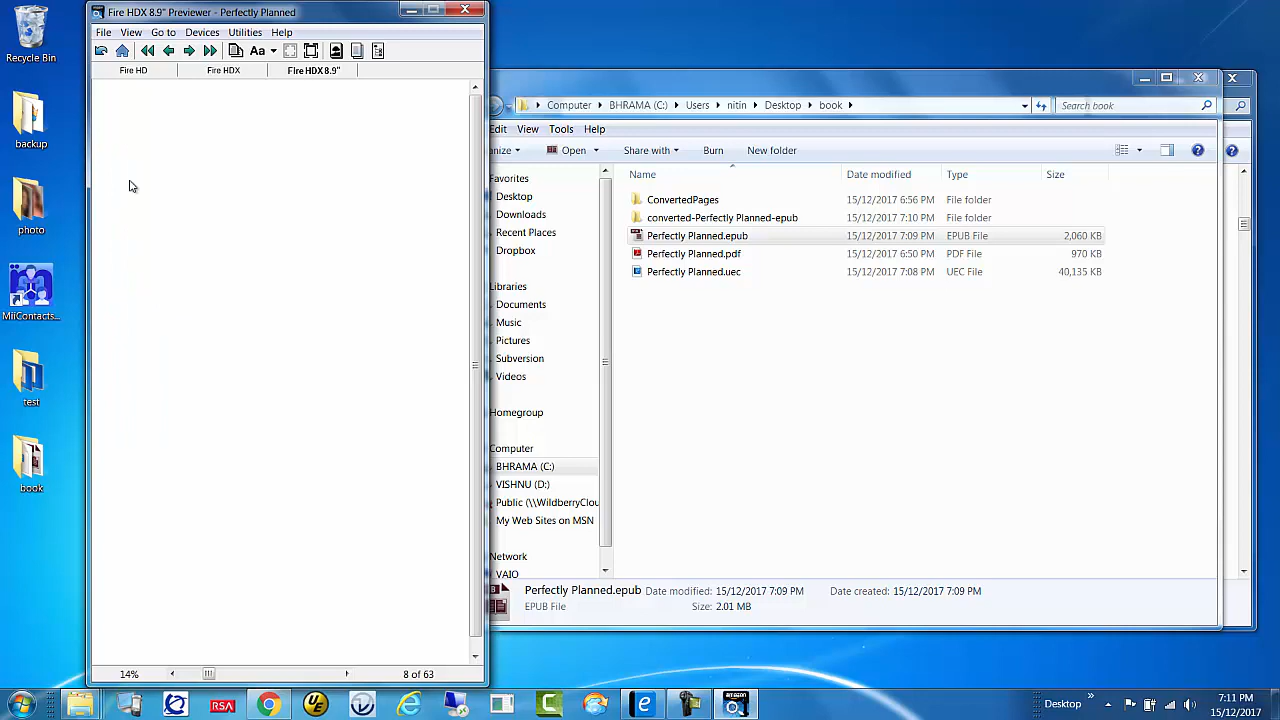 Recycle Bin
backup
photo
MiiContacts...
test
book
Fire HDX 8.9" Previewer - Perfectly Planned
File View Go to Devices Utilities Help
Aa
Fire HD Fire HDX Fire HDX 8.9"
14% 8 of 63
Computer BHRAMA (C:) Users nitin Desktop book
Search book
Edit View Tools Help
anize Open Share with Burn New folder
Favorites
Desktop
Downloads
Recent Places
Dropbox
Libraries
Documents
Music
Pictures
Subversion
Videos
Homegroup
Computer
BHRAMA (C:)
VISHNU (D:)
Public (\\WildberryClou
My Web Sites on MSN
Network
VAIO
Name Date modified Type Size
ConvertedPages 15/12/2017 6:56 PM File folder
converted-Perfectly Planned-epub 15/12/2017 7:10 PM File folder
Perfectly Planned.epub 15/12/2017 7:09 PM EPUB File 2,060 KB
Perfectly Planned.pdf 15/12/2017 6:50 PM PDF File 970 KB
Perfectly Planned.uec 15/12/2017 7:08 PM UEC File 40,135 KB
Perfectly Planned.epub Date modified: 15/12/2017 7:09 PM Date created: 15/12/2017 7:09 PM
EPUB File Size: 2.01 MB
RSA
Desktop
7:11 PM
15/12/2017